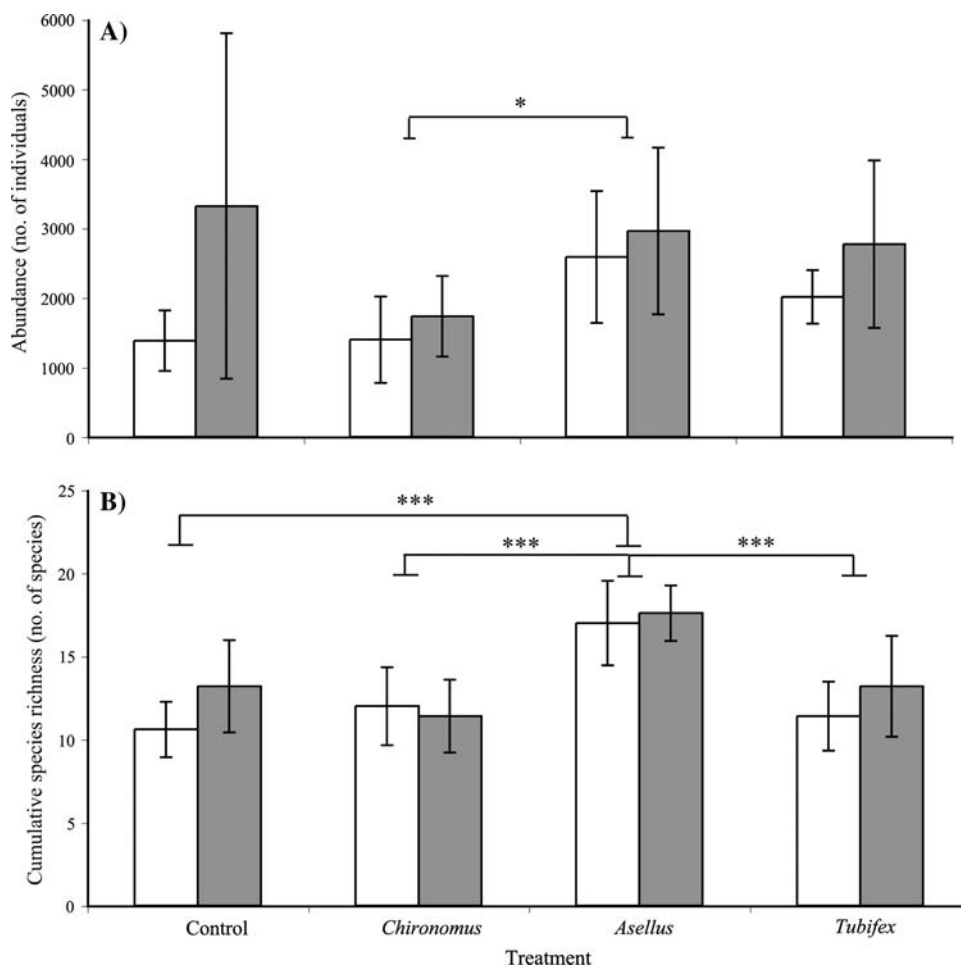 A)
Abundance (no. of individuals)
6000
5000
4000
3000
2000
1000
0
*
B)
Cumulative species richness (no. of species)
25
20
15
10
5
0
***
*** ***
Control Chironomus Asellus Tubifex
Treatment